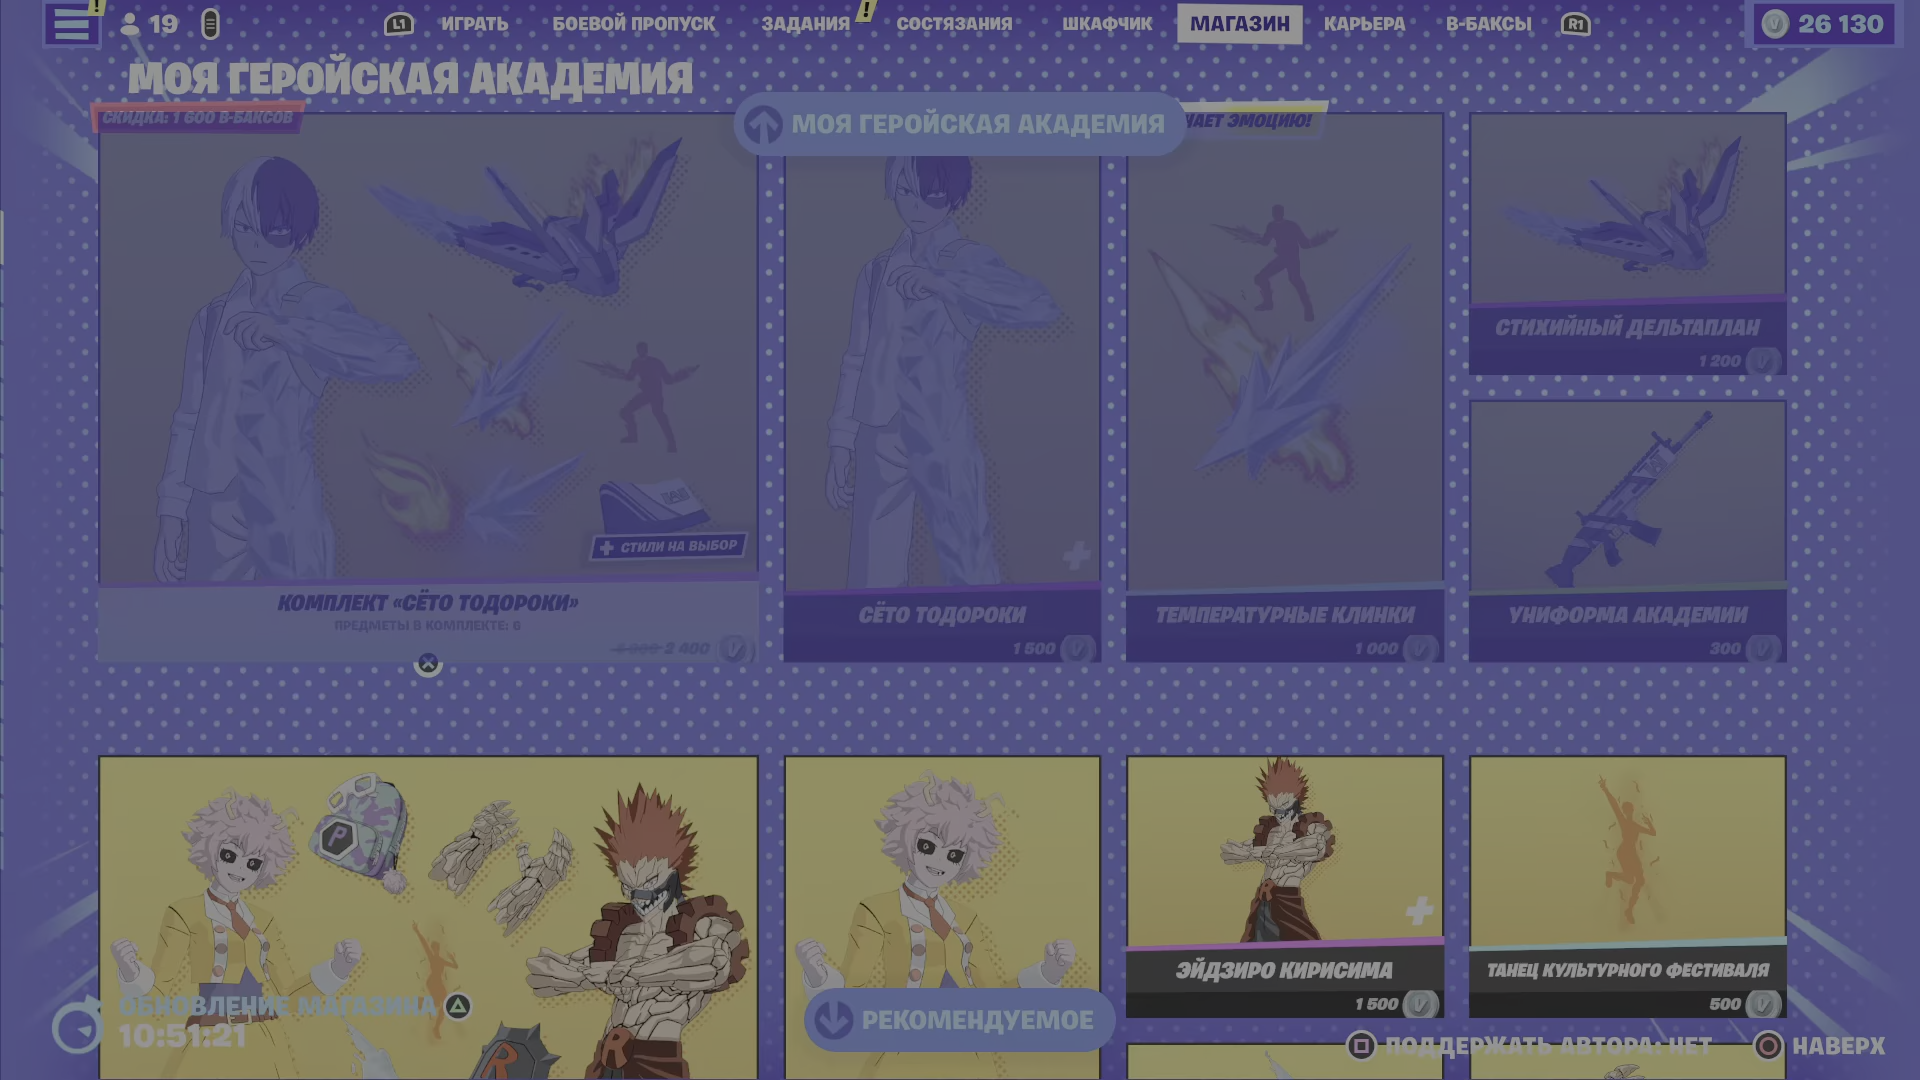 !
19
L1
ИГРАТЬ
БОЕВОЙ ПРОПУСК
ЗАДАНИЯ
!
СОСТЯЗАНИЯ
ШКАФЧИК
МАГАЗИН
КАРЬЕРА
В-БАКСЫ
R1
26 130
МОЯ ГЕРОЙСКАЯ АКАДЕМИЯ
СКИДКА: 1 600 В-БАКСОВ
МОЯ ГЕРОЙСКАЯ АКАДЕМИЯ
ЭМОЦИЮ!
СТИЛИ НА ВЫБОР
КОМПЛЕКТ «СЁТО ТОДОРОКИ»
ПРЕДМЕТЫ В КОМПЛЕКТЕ: 6
2 400
СЁТО ТОДОРОКИ
1 500
ТЕМПЕРАТУРНЫЕ КЛИНКИ
1 000
СТИХИЙНЫЙ ДЕЛЬТАПЛАН
1 200
УНИФОРМА АКАДЕМИИ
300
P
R
R
R
ЭЙДЗИРО КИРИСИМА
1 500
ТАНЕЦ КУЛЬТУРНОГО ФЕСТИВАЛЯ
500
ОБНОВЛЕНИЕ МАГАЗИНА
10:51:21
РЕКОМЕНДУЕМОЕ
ПОДДЕРЖАТЬ АВТОРА: НЕТ
НАВЕРХ